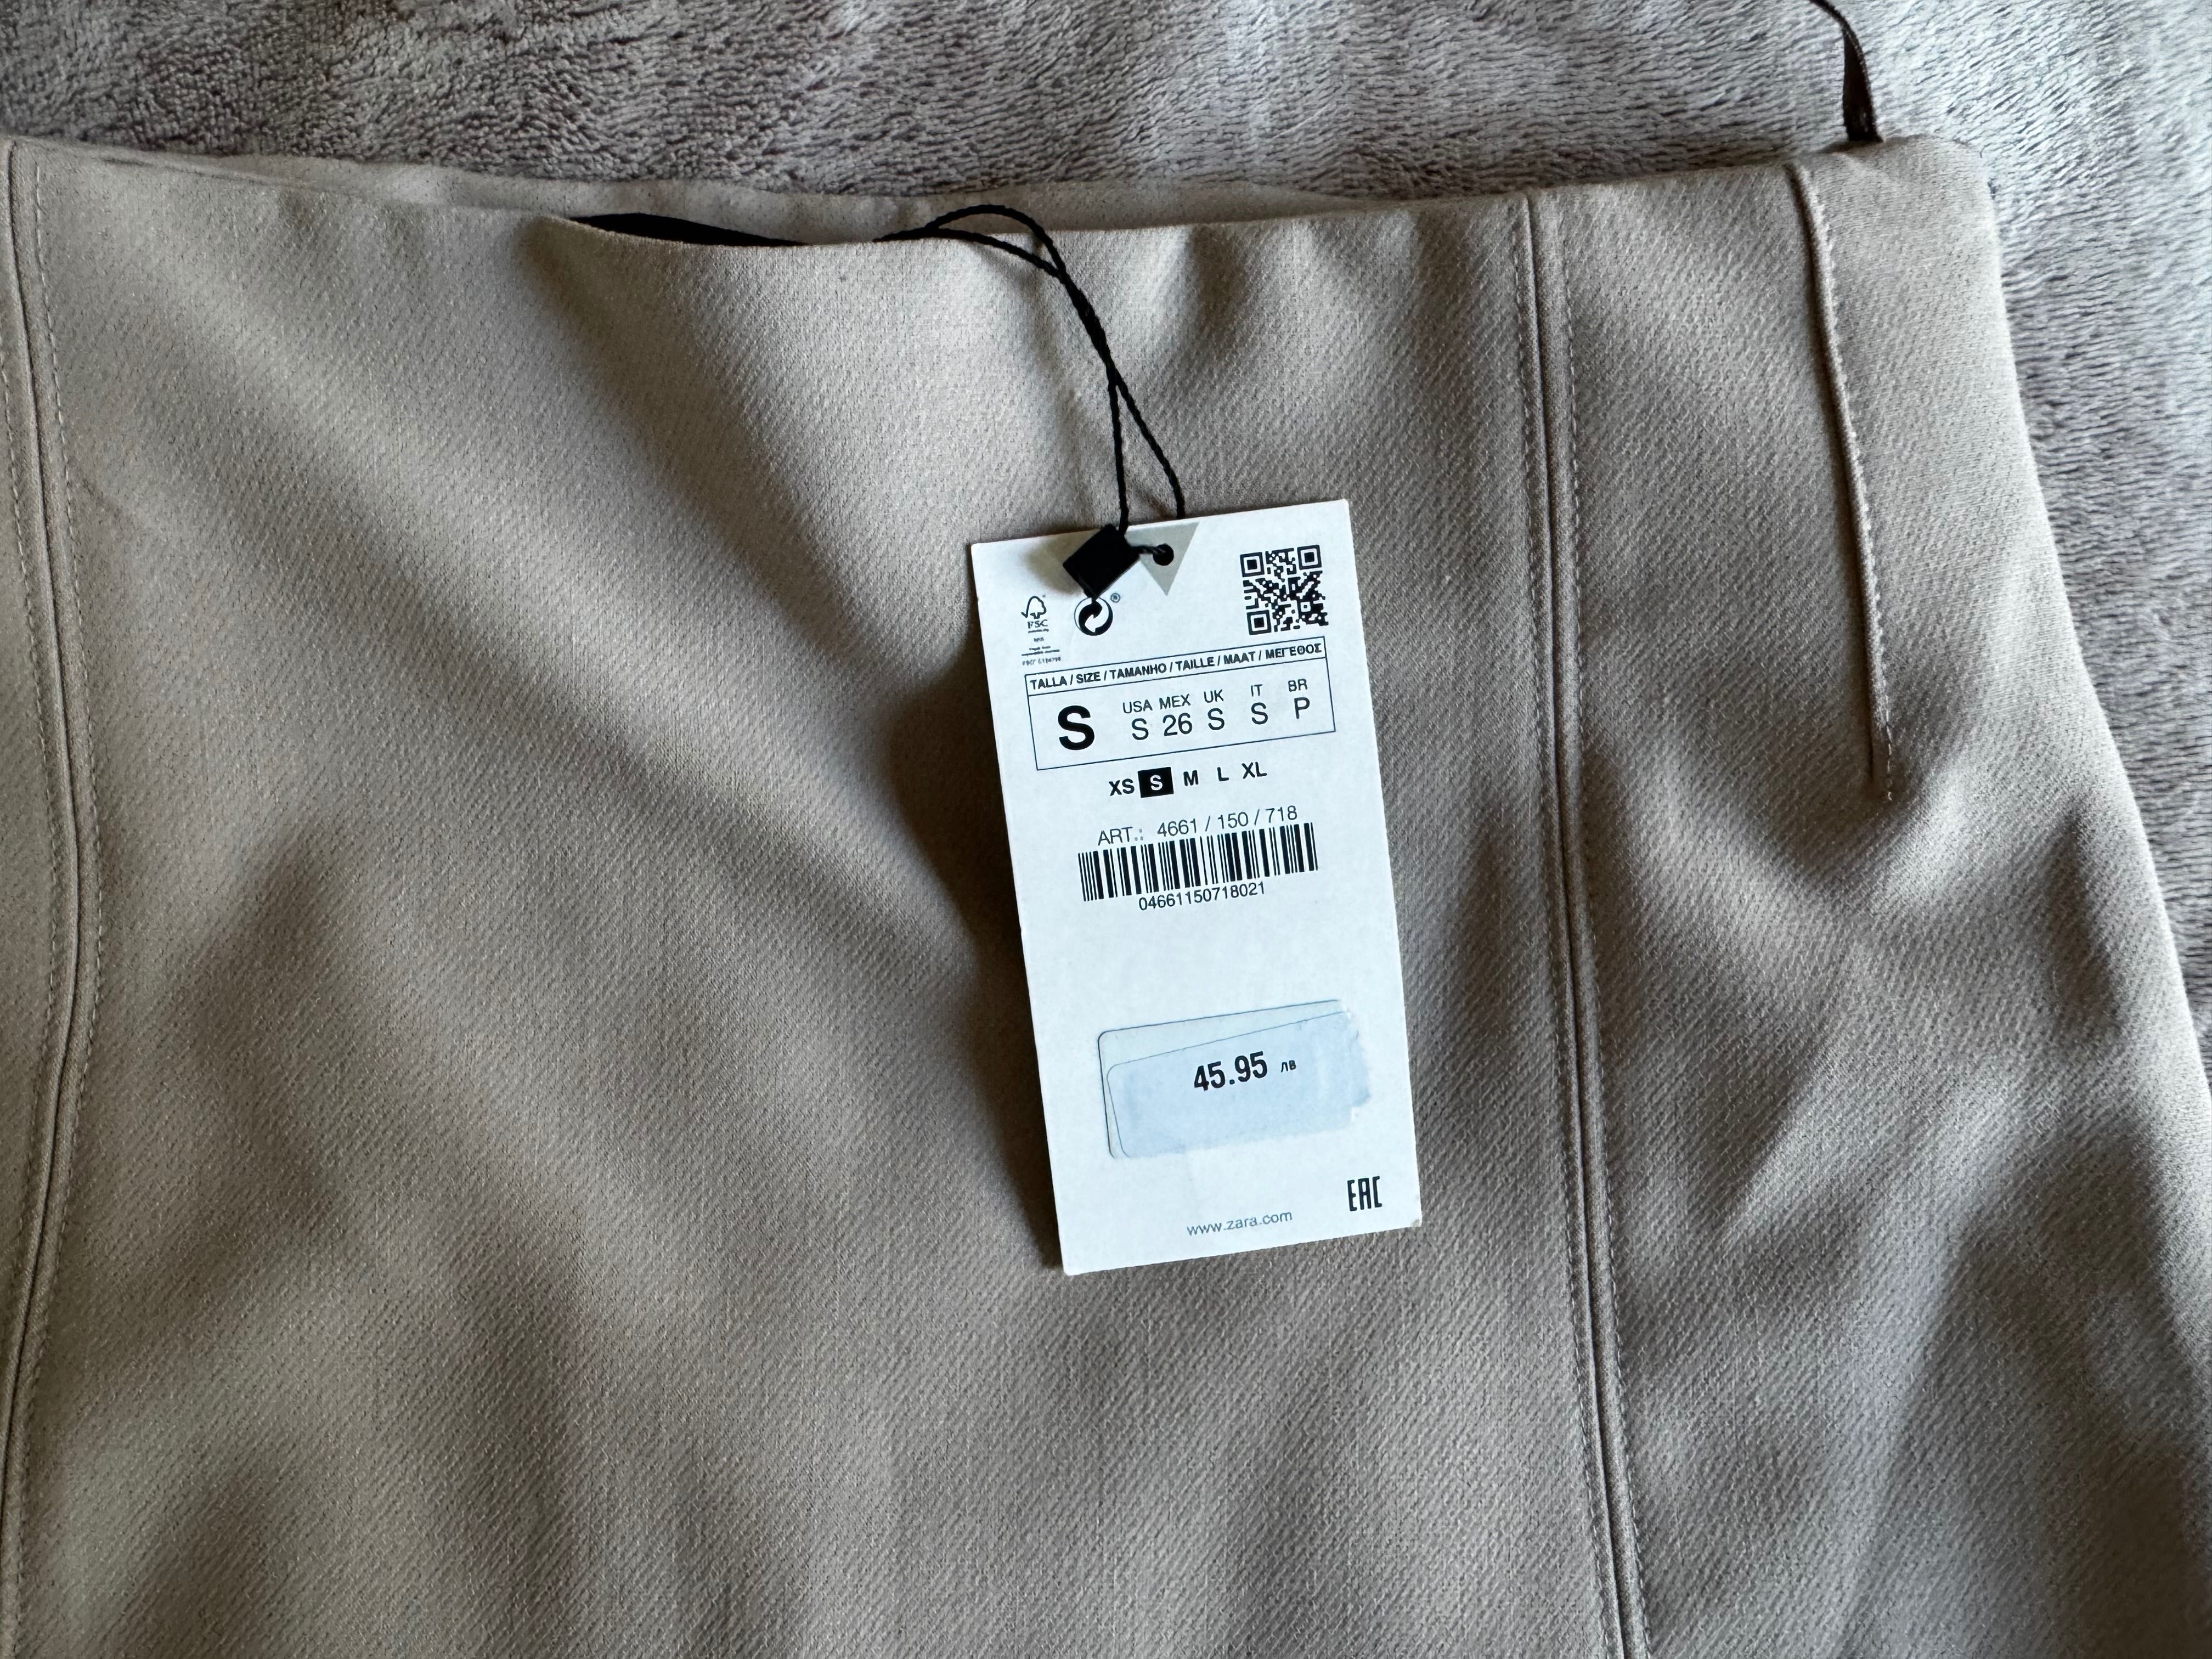 FSC
®
TALLA / SIZE / TAMANHO / TAILLE / MAAT / ΜΕΓΕΘΟΣ
S
USA MEX UK IT BR
S 26 S S P
XS S M L XL
ART.: 4661 / 150 / 718
04661150718021
45.95 лв
EAC
www.zara.com